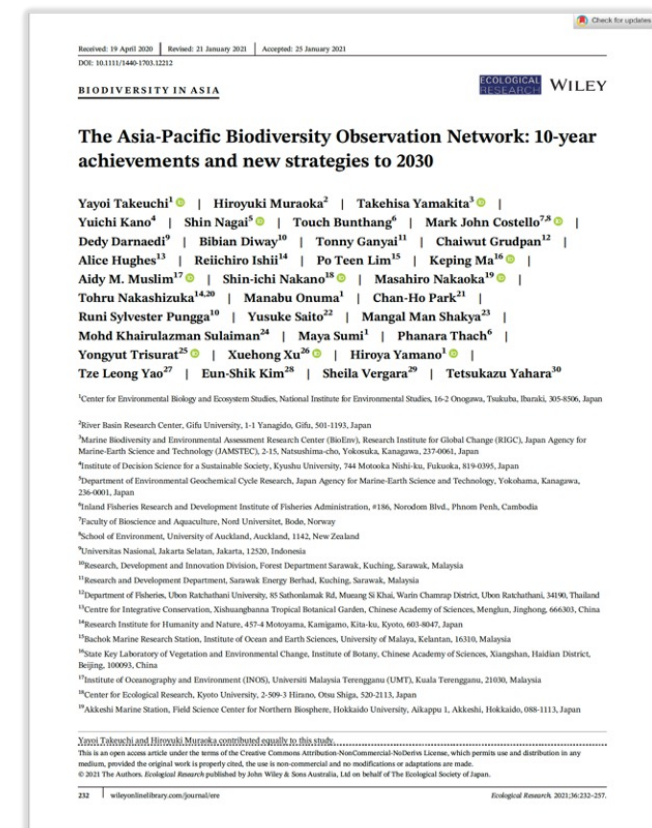 Check for updates
Received: 19 April 2020 | Revised: 21 January 2021 | Accepted: 25 January 2021
DOI: 10.1111/1440-1703.12212
BIODIVERSITY IN ASIA
ECOLOGICAL RESEARCH WILEY
The Asia-Pacific Biodiversity Observation Network: 10-year
achievements and new strategies to 2030
Yayoi Takeuchi1 | Hiroyuki Muraoka2 | Takehisa Yamakita3 |
Yuichi Kano4 | Shin Nagai5 | Touch Bunthang6 | Mark John Costello7,8 |
Dedy Darnaedi9 | Bibian Diway10 | Tonny Ganyai11 | Chaiwut Grudpan12 |
Alice Hughes13 | Reiichiro Ishii14 | Po Teen Lim15 | Keping Ma16 |
Aidy M. Muslim17 | Shin-ichi Nakano18 | Masahiro Nakaoka19 |
Tohru Nakashizuka14,20 | Manabu Onuma1 | Chan-Ho Park21 |
Runi Sylvester Pungga10 | Yusuke Saito22 | Mangal Man Shakya23 |
Mohd Khairulazman Sulaiman24 | Maya Sumi1 | Phanara Thach6 |
Yongyut Trisurat25 | Xuehong Xu26 | Hiroya Yamano1 |
Tze Leong Yao27 | Eun-Shik Kim28 | Sheila Vergara29 | Tetsukazu Yahara30
1Center for Environmental Biology and Ecosystem Studies, National Institute for Environmental Studies, 16-2 Onogawa, Tsukuba, Ibaraki, 305-8506, Japan
2River Basin Research Center, Gifu University, 1-1 Yanagido, Gifu, 501-1193, Japan
3Marine Biodiversity and Environmental Assessment Research Center (BioEnv), Research Institute for Global Change (RIGC), Japan Agency for
Marine-Earth Science and Technology (JAMSTEC), 2-15, Natsushima-cho, Yokosuka, Kanagawa, 237-0061, Japan
4Institute of Decision Science for a Sustainable Society, Kyushu University, 744 Motooka Nishi-ku, Fukuoka, 819-0395, Japan
5Department of Environmental Geochemical Cycle Research, Japan Agency for Marine-Earth Science and Technology, Yokohama, Kanagawa,
236-0001, Japan
6Inland Fisheries Research and Development Institute of Fisheries Administration, #186, Norodom Blvd., Phnom Penh, Cambodia
7Faculty of Bioscience and Aquaculture, Nord Universitet, Bodø, Norway
8School of Environment, University of Auckland, Auckland, 1142, New Zealand
9Universitas Nasional, Jakarta Selatan, Jakarta, 12520, Indonesia
10Research, Development and Innovation Division, Forest Department Sarawak, Kuching, Sarawak, Malaysia
11Research and Development Department, Sarawak Energy Berhad, Kuching, Sarawak, Malaysia
12Department of Fisheries, Ubon Ratchathani University, 85 Sathonlamak Rd, Mueang Si Khai, Warin Chamrap District, Ubon Ratchathani, 34190, Thailand
13Centre for Integrative Conservation, Xishuangbanna Tropical Botanical Garden, Chinese Academy of Sciences, Menglun, Jinghong, 666303, China
14Research Institute for Humanity and Nature, 457-4 Motoyama, Kamigamo, Kita-ku, Kyoto, 603-8047, Japan
15Bachok Marine Research Station, Institute of Ocean and Earth Sciences, University of Malaya, Kelantan, 16310, Malaysia
16State Key Laboratory of Vegetation and Environmental Change, Institute of Botany, Chinese Academy of Sciences, Xiangshan, Haidian District,
Beijing, 100093, China
17Institute of Oceanography and Environment (INOS), Universiti Malaysia Terengganu (UMT), Kuala Terengganu, 21030, Malaysia
18Center for Ecological Research, Kyoto University, 2-509-3 Hirano, Otsu Shiga, 520-2113, Japan
19Akkeshi Marine Station, Field Science Center for Northern Biosphere, Hokkaido University, Aikappu 1, Akkeshi, Hokkaido, 088-1113, Japan
Yayoi Takeuchi and Hiroyuki Muraoka contributed equally to this study.
This is an open access article under the terms of the Creative Commons Attribution-NonCommercial-NoDerivs License, which permits use and distribution in any
medium, provided the original work is properly cited, the use is non-commercial and no modifications or adaptations are made.
© 2021 The Authors. Ecological Research published by John Wiley & Sons Australia, Ltd on behalf of The Ecological Society of Japan.
232 | wileyonlinelibrary.com/journal/ere Ecological Research. 2021;36:232–257.